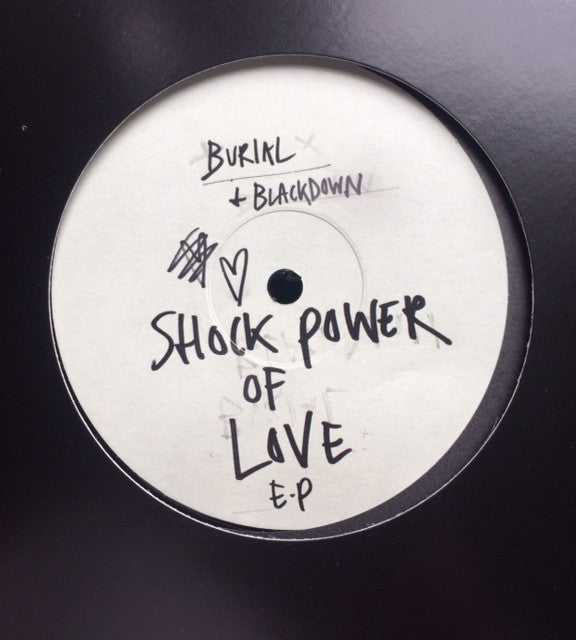 BURIAL
+ BLACKDOWN
SHOCK POWER
OF
LOVE
E.P